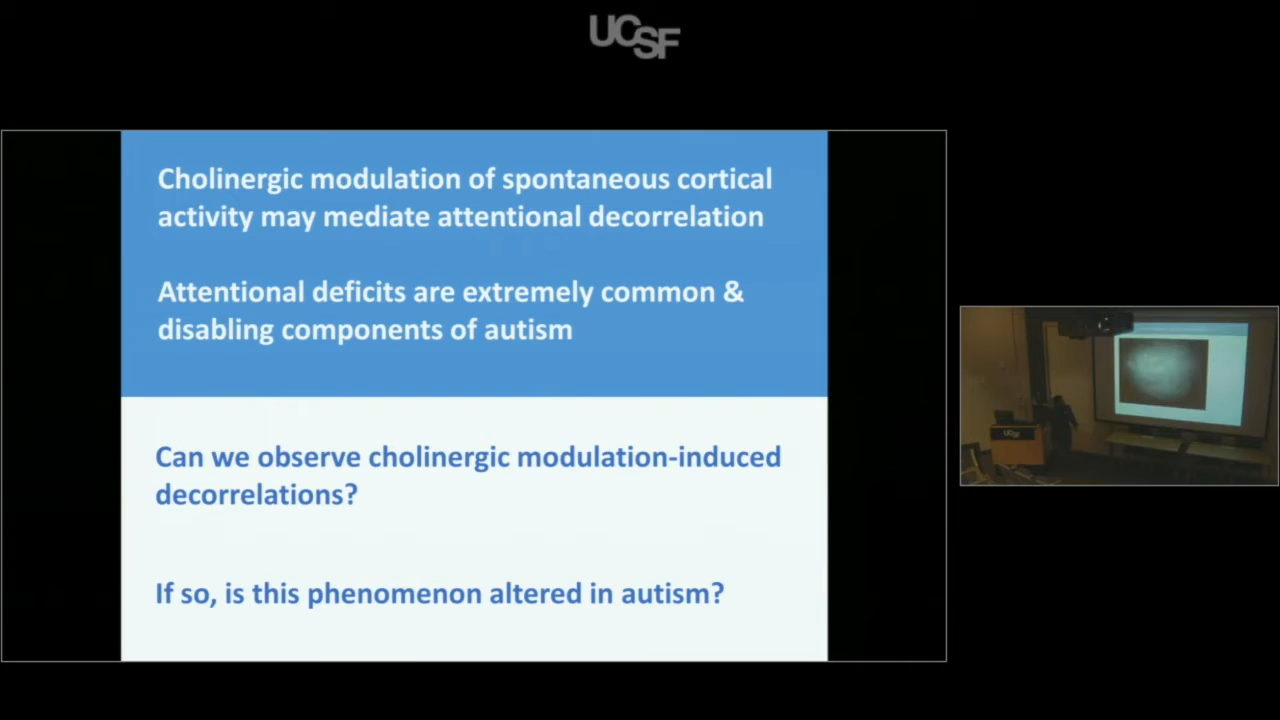 UCSF
Cholinergic modulation of spontaneous cortical
activity may mediate attentional decorrelation
Attentional deficits are extremely common &
disabling components of autism
Can we observe cholinergic modulation-induced
decorrelations?
If so, is this phenomenon altered in autism?
UCSF